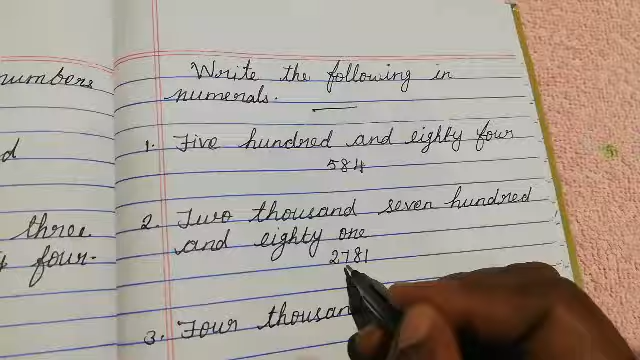 numbers
d
three
four.
Write the following in
numerals.
1. Five hundred and eighty four
584
2. Two thousand seven hundred
and eighty one
2781
3. Four thousan